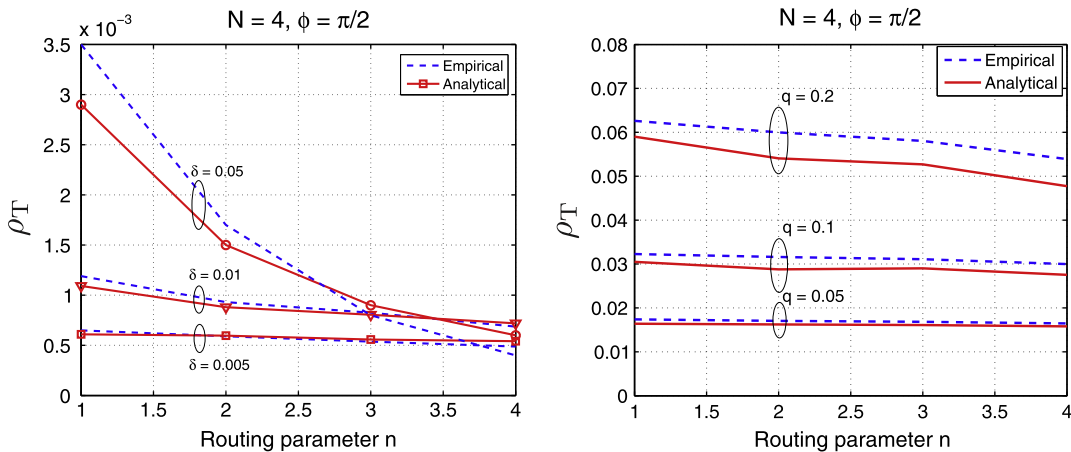 N = 4, ϕ = π/2
x 10⁻³
3.5
3
2.5
2
1.5
1
0.5
0
ρT
Empirical
Analytical
δ = 0.05
δ = 0.01
δ = 0.005
1 1.5 2 2.5 3 3.5 4
Routing parameter n
N = 4, ϕ = π/2
0.08
0.07
0.06
0.05
0.04
0.03
0.02
0.01
0
ρT
Empirical
Analytical
q = 0.2
q = 0.1
q = 0.05
1 1.5 2 2.5 3 3.5 4
Routing parameter n